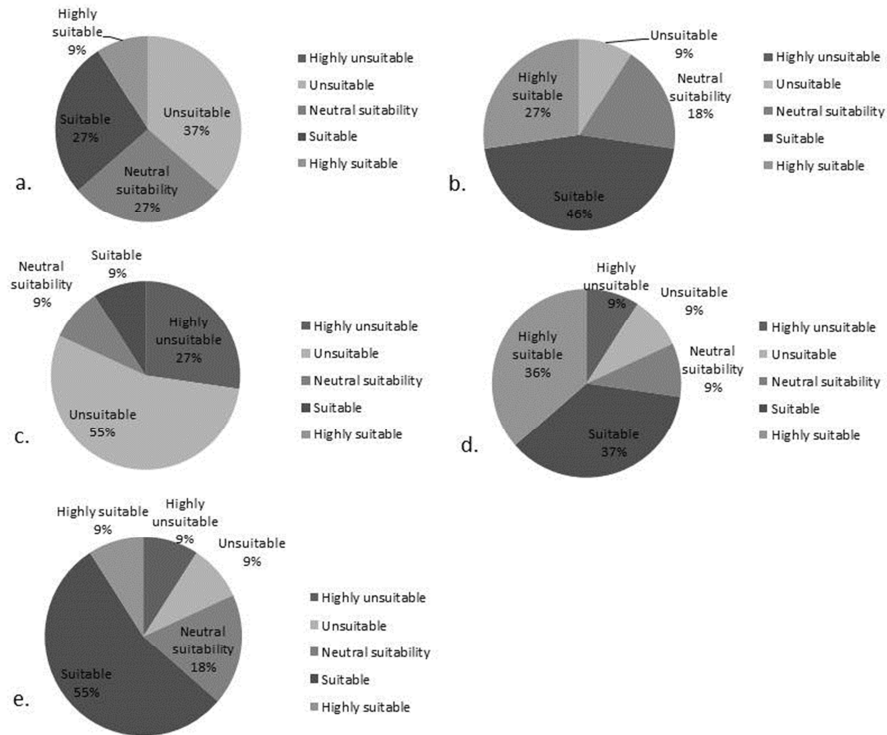 Highly
suitable
9%
Unsuitable
37%
Neutral
suitability
27%
Suitable
27%
Highly unsuitable
Unsuitable
Neutral suitability
Suitable
Highly suitable
a.
Unsuitable
9%
Neutral
suitability
18%
Suitable
46%
Highly
suitable
27%
Highly unsuitable
Unsuitable
Neutral suitability
Suitable
Highly suitable
b.
Neutral
suitability
9%
Suitable
9%
Highly
unsuitable
27%
Unsuitable
55%
Highly unsuitable
Unsuitable
Neutral suitability
Suitable
Highly suitable
c.
Highly
unsuitable
9%
Unsuitable
9%
Neutral
suitability
9%
Suitable
37%
Highly
suitable
36%
Highly unsuitable
Unsuitable
Neutral suitability
Suitable
Highly suitable
d.
Highly suitable
9%
Highly
unsuitable
9%
Unsuitable
9%
Neutral
suitability
18%
Suitable
55%
Highly unsuitable
Unsuitable
Neutral suitability
Suitable
Highly suitable
e.